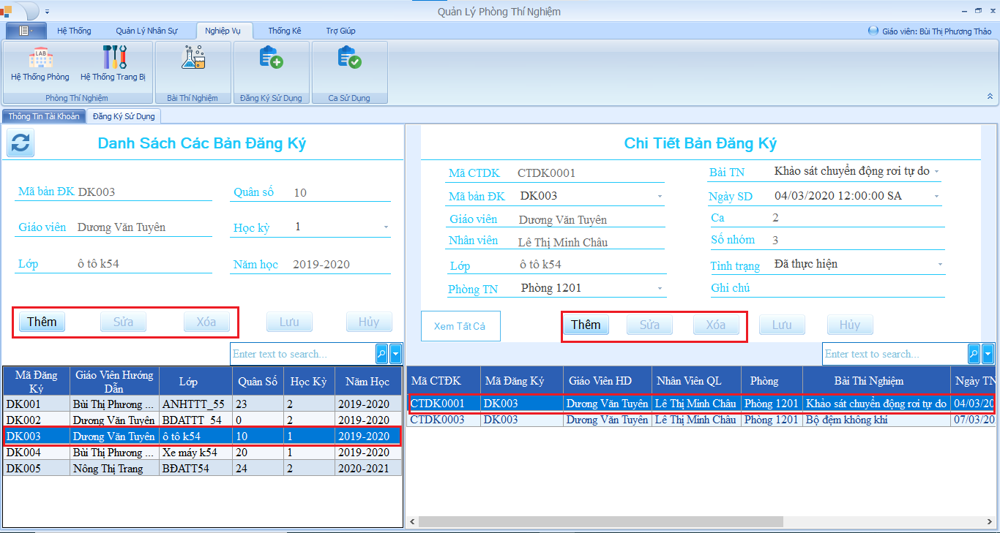 Quản Lý Phòng Thí Nghiệm
Hệ Thống Quản Lý Nhân Sự Nghiệp Vụ Thống Kê Trợ Giúp
Giáo viên: Bùi Thị Phương Thảo
LAB
Hệ Thống Phòng Hệ Thống Trang Bị
Phòng Thí Nghiệm Bài Thí Nghiệm Đăng Ký Sử Dụng Ca Sử Dụng
Thông Tin Tài Khoản Đăng Ký Sử Dụng
Danh Sách Các Bản Đăng Ký
Mã bản ĐK DK003 Quân số 10
Giáo viên Dương Văn Tuyên Học kỳ 1
Lớp ô tô k54 Năm học 2019-2020
Thêm Sửa Xóa Lưu Hủy
Enter text to search...
Mã Đăng Ký Giáo Viên Hướng Dẫn Lớp Quân Số Học Kỳ Năm Học
DK001 Bùi Thị Phương ... ANHTTT_55 23 2 2019-2020
DK002 Dương Văn Tuyên BDATTT_54 0 2 2019-2020
DK003 Dương Văn Tuyên ô tô k54 10 1 2019-2020
DK004 Bùi Thị Phương ... Xe máy k54 20 1 2019-2020
DK005 Nông Thị Trang BĐATT54 24 2 2020-2021
Chi Tiết Bản Đăng Ký
Mã CTDK CTDK0001 Bài TN Khảo sát chuyển động rơi tự do
Mã bản ĐK DK003 Ngày SD 04/03/2020 12:00:00 SA
Giáo viên Dương Văn Tuyên Ca 2
Nhân viên Lê Thị Minh Châu Số nhóm 3
Lớp ô tô k54 Tình trạng Đã thực hiện
Phòng TN Phòng 1201 Ghi chú
Xem Tất Cả Thêm Sửa Xóa Lưu Hủy
Enter text to search...
Mã CTĐK Mã Đăng Ký Giáo Viên HD Nhân Viên QL Phòng Bài Thí Nghiệm Ngày TN
CTDK0001 DK003 Dương Văn Tuyên Lê Thị Minh Châu Phòng 1201 Khảo sát chuyển động rơi tự do 04/03/20
CTDK0003 DK003 Dương Văn Tuyên Lê Thị Minh Châu Phòng 1201 Bộ đệm không khí 07/03/20